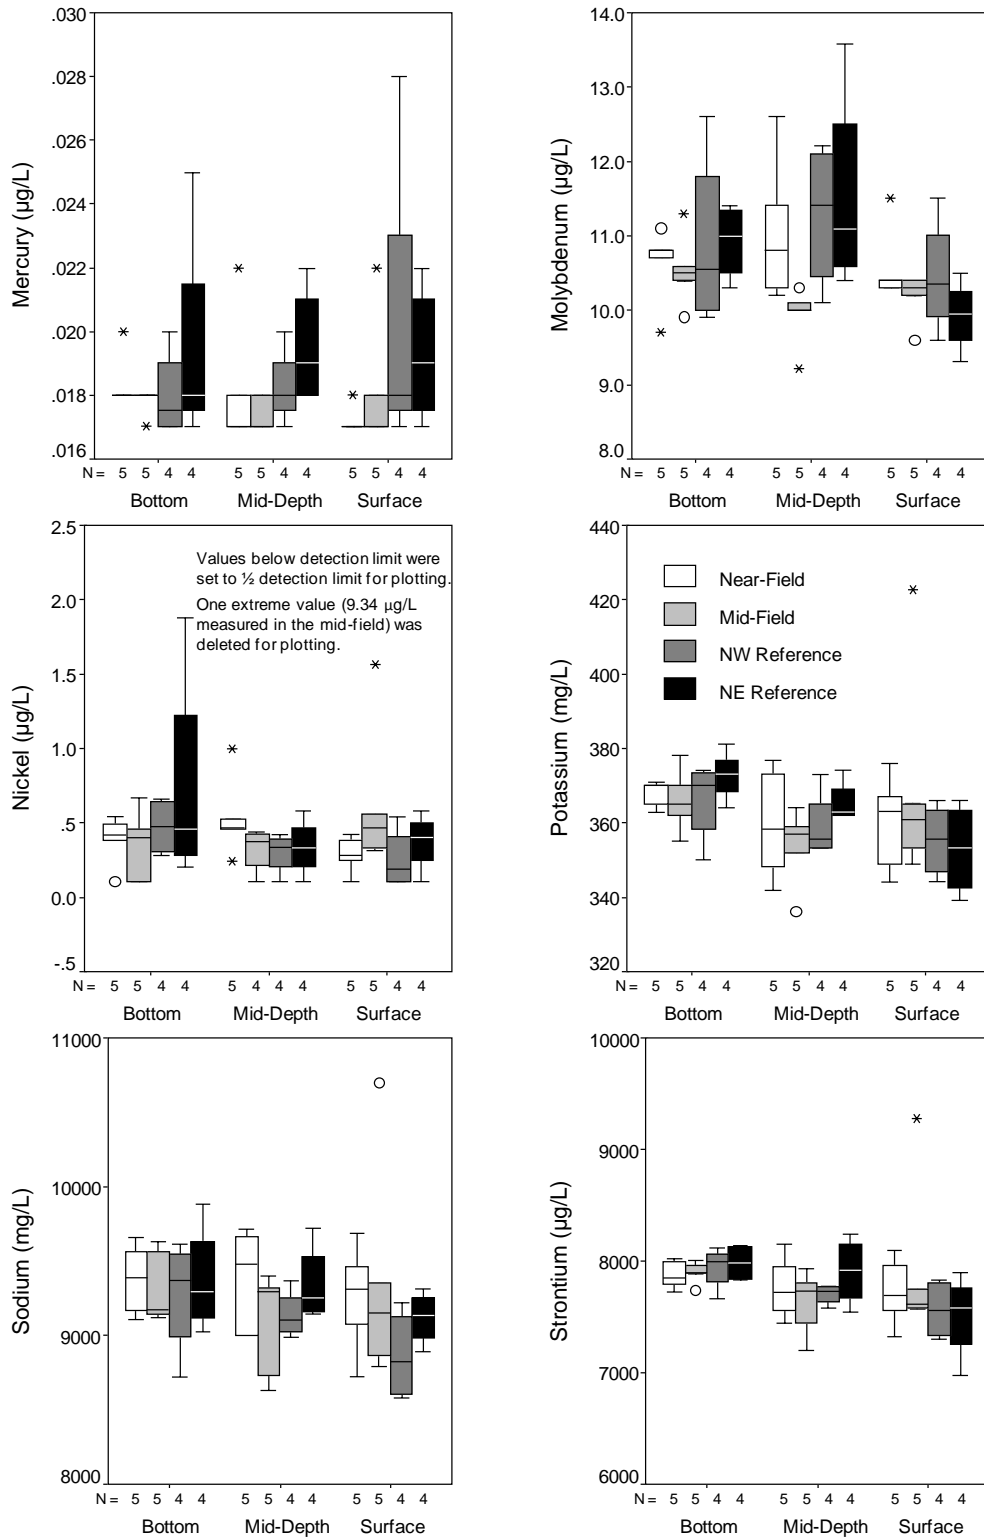 .030
.028
.026
.024
.022
.020
.018
.016
Mercury (µg/L)
N = 5 5 4 4 5 5 4 4 5 5 4 4
Bottom Mid-Depth Surface
14.0
13.0
12.0
11.0
10.0
9.0
8.0
Molybdenum (µg/L)
N = 5 5 4 4 5 5 4 4 5 5 4 4
Bottom Mid-Depth Surface
2.5
2.0
1.5
1.0
.5
0.0
-.5
Nickel (µg/L)
Values below detection limit were
set to ½ detection limit for plotting.
One extreme value (9.34 µg/L
measured in the mid-field) was
deleted for plotting.
N = 5 5 4 4 5 5 4 4 5 5 4 4
Bottom Mid-Depth Surface
440
420
400
380
360
340
320
Potassium (mg/L)
Near-Field
Mid-Field
NW Reference
NE Reference
N = 5 5 4 4 5 5 4 4 5 5 4 4
Bottom Mid-Depth Surface
11000
10000
9000
8000
Sodium (mg/L)
N = 5 5 4 4 5 5 4 4 5 5 4 4
Bottom Mid-Depth Surface
10000
9000
8000
7000
6000
Strontium (µg/L)
N = 5 5 4 4 5 5 4 4 5 5 4 4
Bottom Mid-Depth Surface